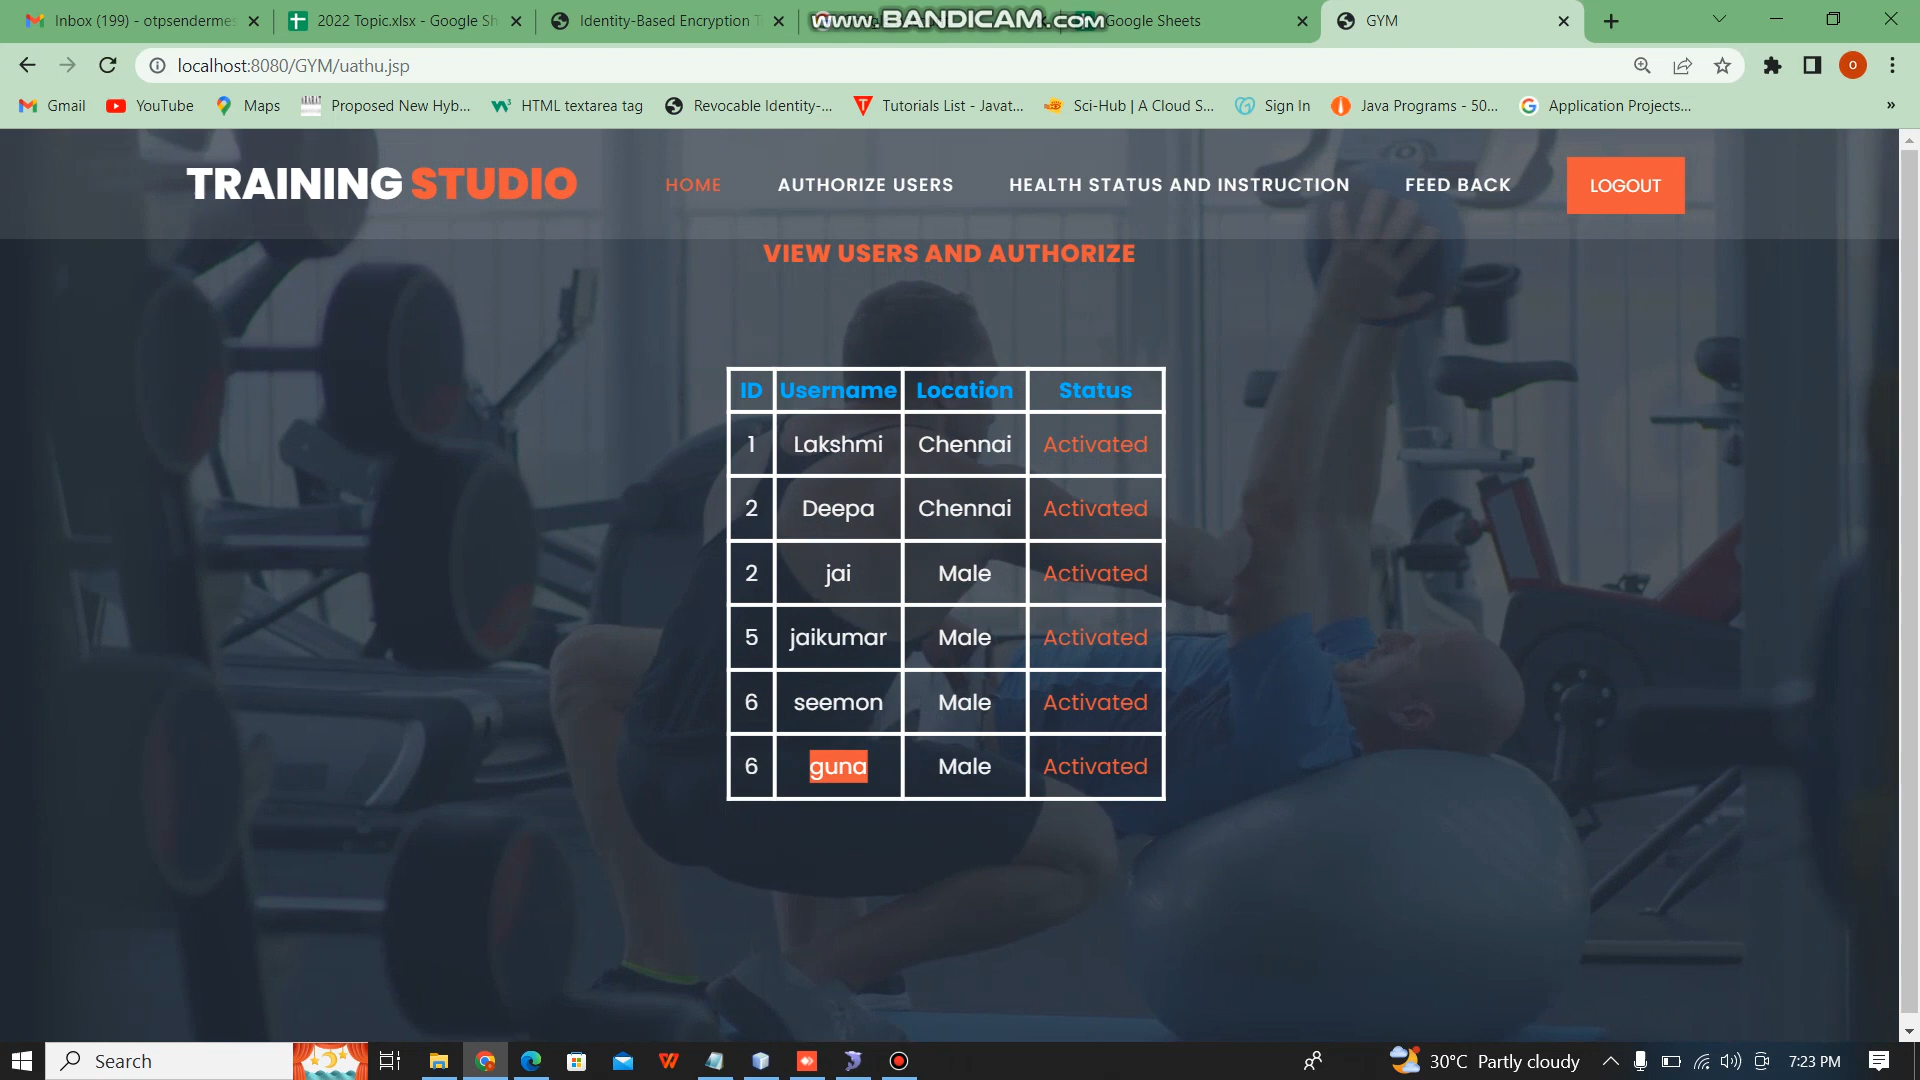 Inbox (199) - otpsenderme
2022 Topic.xlsx - Google Sh
Identity-Based Encryption T
www.BANDICAM.com
Google Sheets
GYM
localhost:8080/GYM/uathu.jsp
O
Gmail
YouTube
Maps
Proposed New Hyb...
HTML textarea tag
Revocable Identity-...
Tutorials List - Javat...
Sci-Hub | A Cloud S...
Sign In
Java Programs - 50...
Application Projects...
»
TRAINING STUDIO
HOME
AUTHORIZE USERS
HEALTH STATUS AND INSTRUCTION
FEED BACK
LOGOUT
VIEW USERS AND AUTHORIZE
ID Username Location Status
1 Lakshmi Chennai Activated
2 Deepa Chennai Activated
2 jai Male Activated
5 jaikumar Male Activated
6 seemon Male Activated
6 guna Male Activated
Search
30°C Partly cloudy
7:23 PM